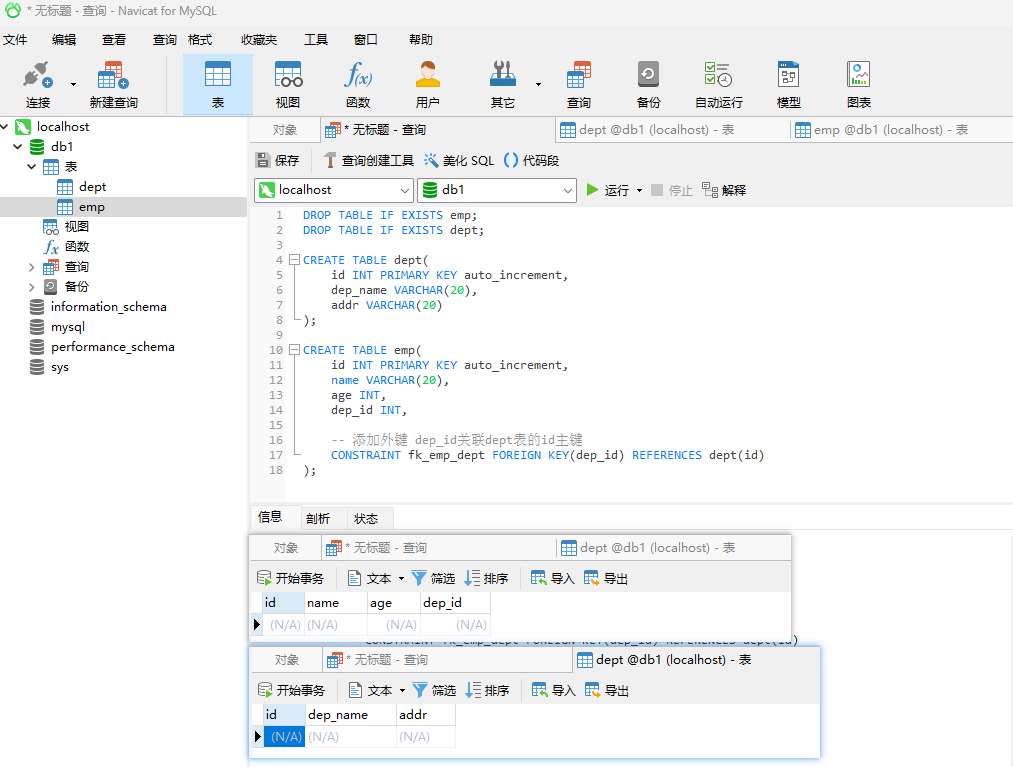 * 无标题 - 查询 - Navicat for MySQL
文件 编辑 查看 查询 格式 收藏夹 工具 窗口 帮助
连接 新建查询 表 视图 函数 用户 其它 查询 备份 自动运行 模型 图表
localhost
db1
表
dept
emp
视图
函数
查询
备份
information_schema
mysql
performance_schema
sys
对象 * 无标题 - 查询 dept @db1 (localhost) - 表 emp @db1 (localhost) - 表
保存 查询创建工具 美化 SQL () 代码段
localhost db1 运行 停止 解释
1 DROP TABLE IF EXISTS emp;
2 DROP TABLE IF EXISTS dept;
3
4 CREATE TABLE dept(
5 id INT PRIMARY KEY auto_increment,
6 dep_name VARCHAR(20),
7 addr VARCHAR(20)
8 );
9
10 CREATE TABLE emp(
11 id INT PRIMARY KEY auto_increment,
12 name VARCHAR(20),
13 age INT,
14 dep_id INT,
15
16 -- 添加外键 dep_id关联dept表的id主键
17 CONSTRAINT fk_emp_dept FOREIGN KEY(dep_id) REFERENCES dept(id)
18 );
信息 剖析 状态
对象 * 无标题 - 查询 dept @db1 (localhost) - 表
开始事务 文本 筛选 排序 导入 导出
id name age dep_id
(N/A) (N/A) (N/A) (N/A)
CONSTRAINT fk_emp_dept FOREIGN KEY(dep_id) REFERENCES dept(id)
对象 * 无标题 - 查询 dept @db1 (localhost) - 表
开始事务 文本 筛选 排序 导入 导出
id dep_name addr
(N/A) (N/A) (N/A)